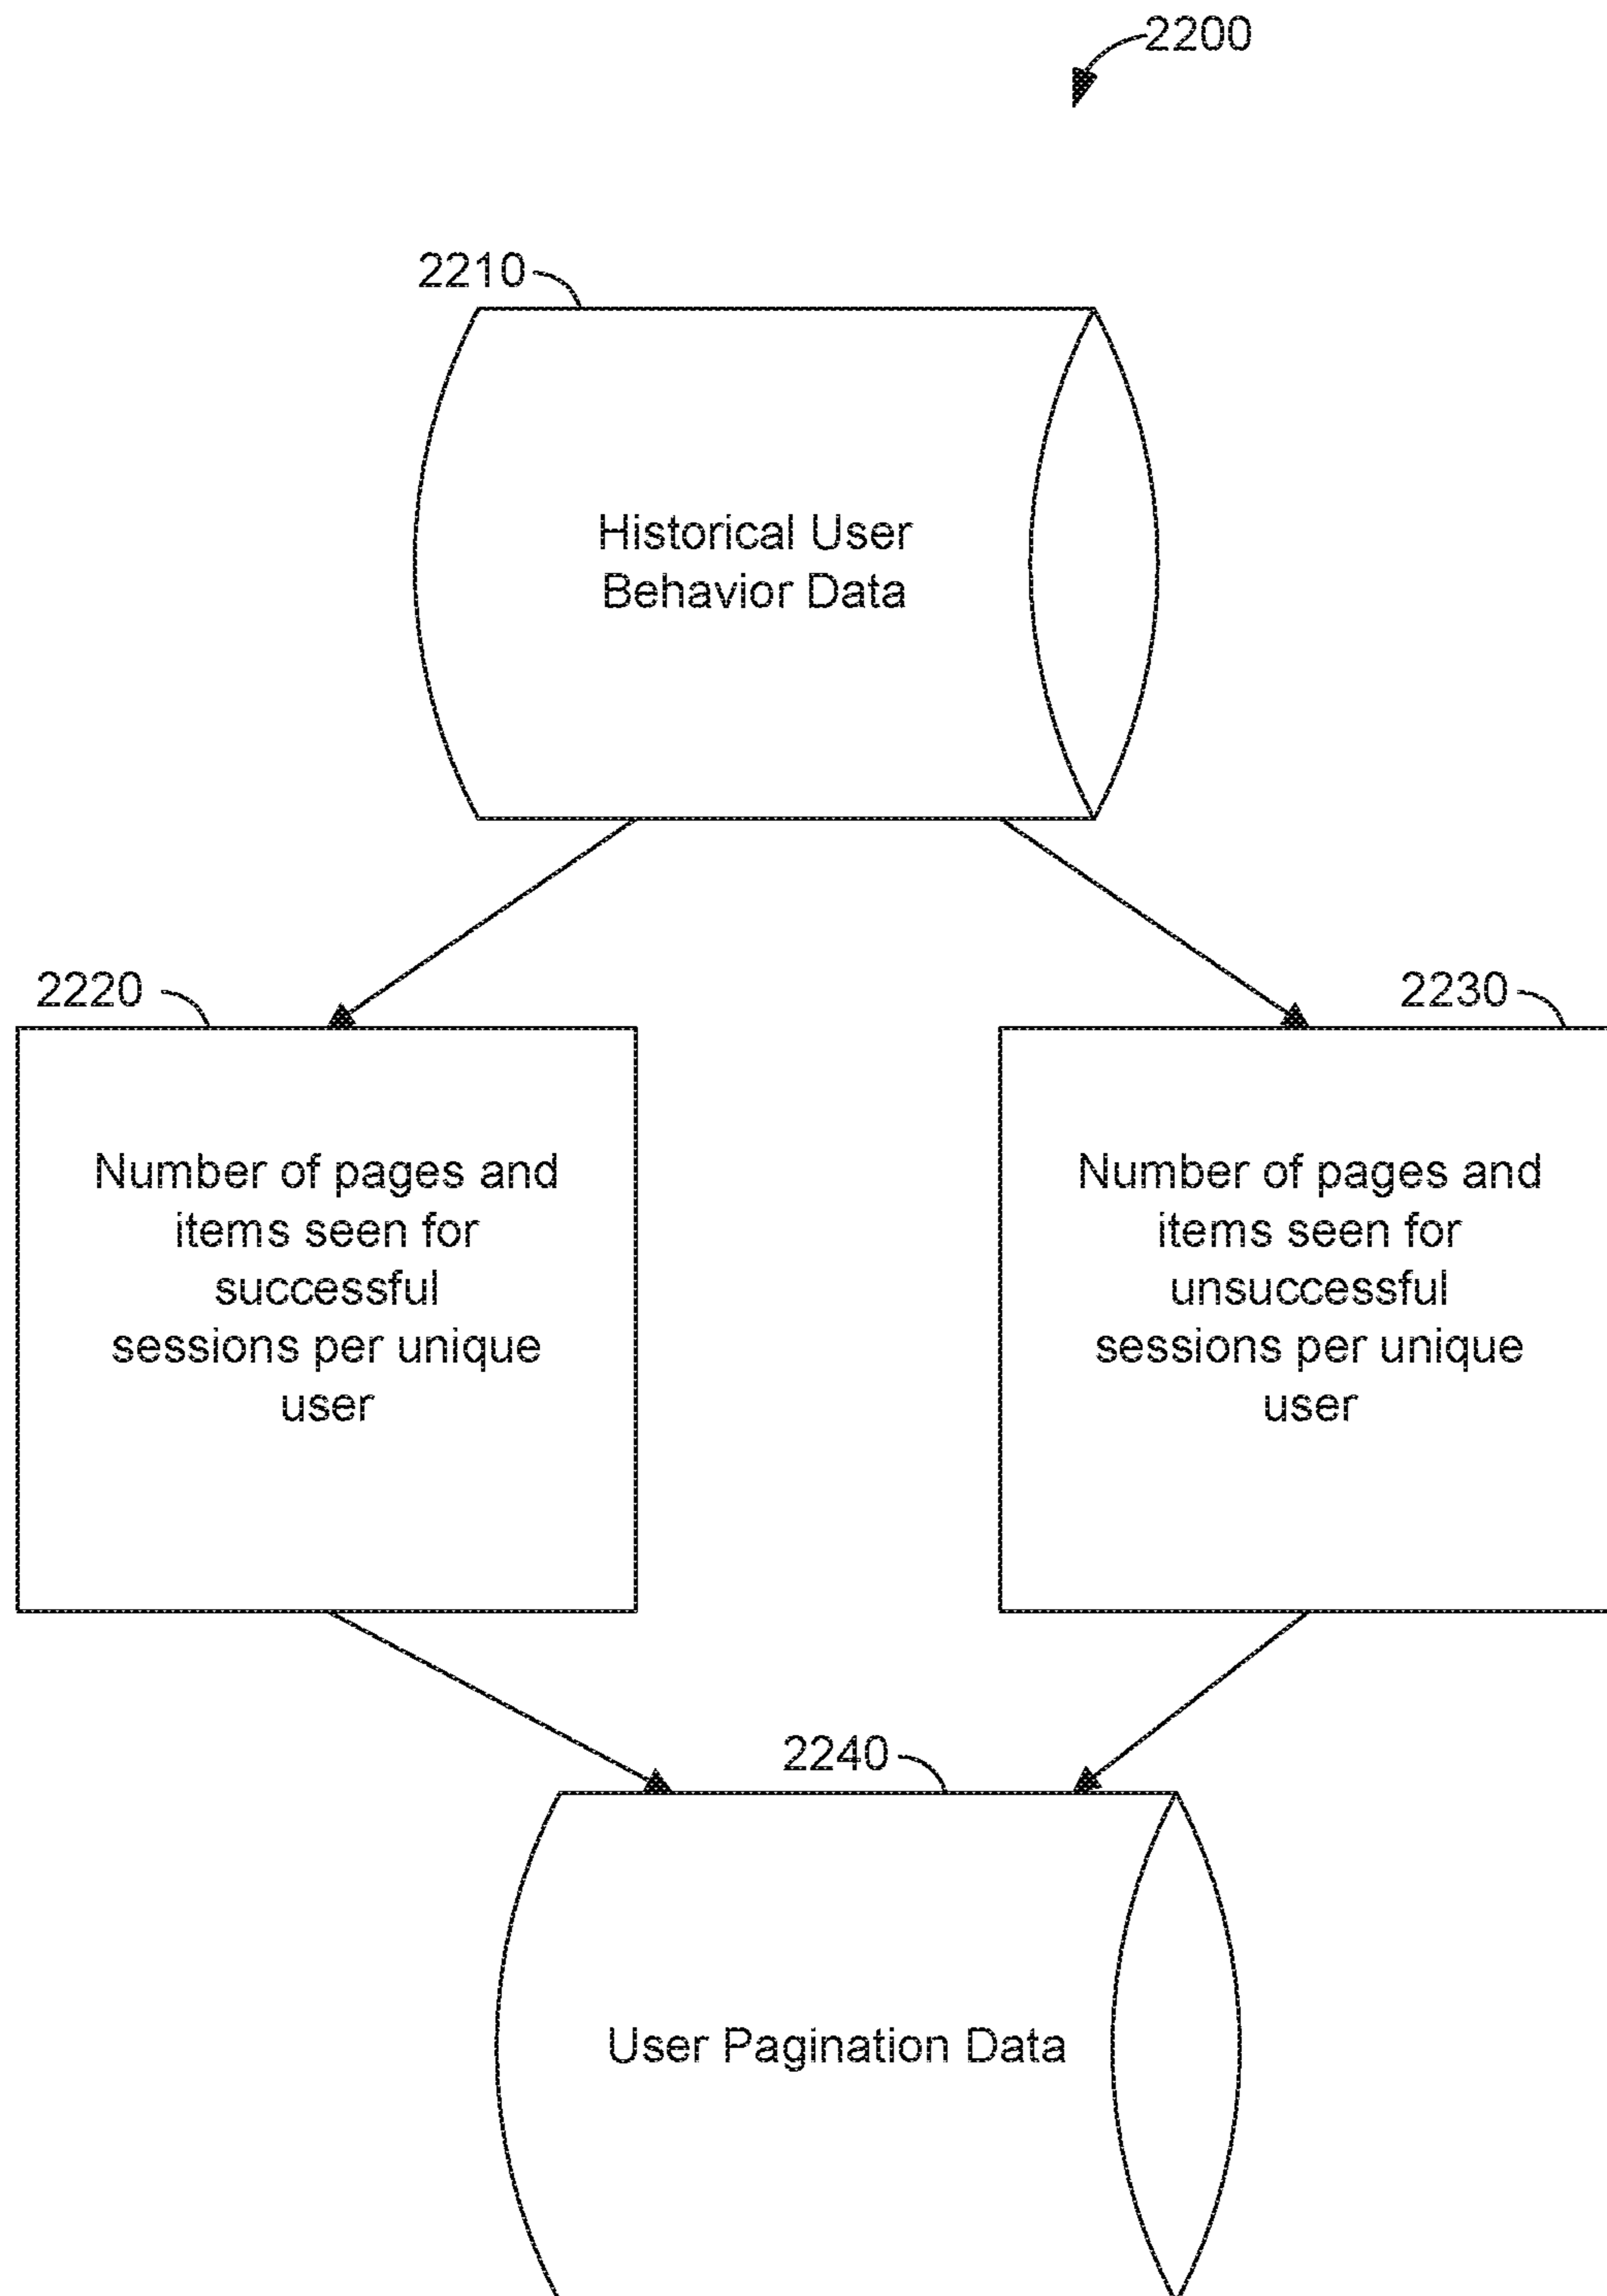 2200
2210
Historical User
Behavior Data
2220
2230
Number of pages and
items seen for
successful
sessions per unique
user
Number of pages and
items seen for
unsuccessful
sessions per unique
user
2240
User Pagination Data